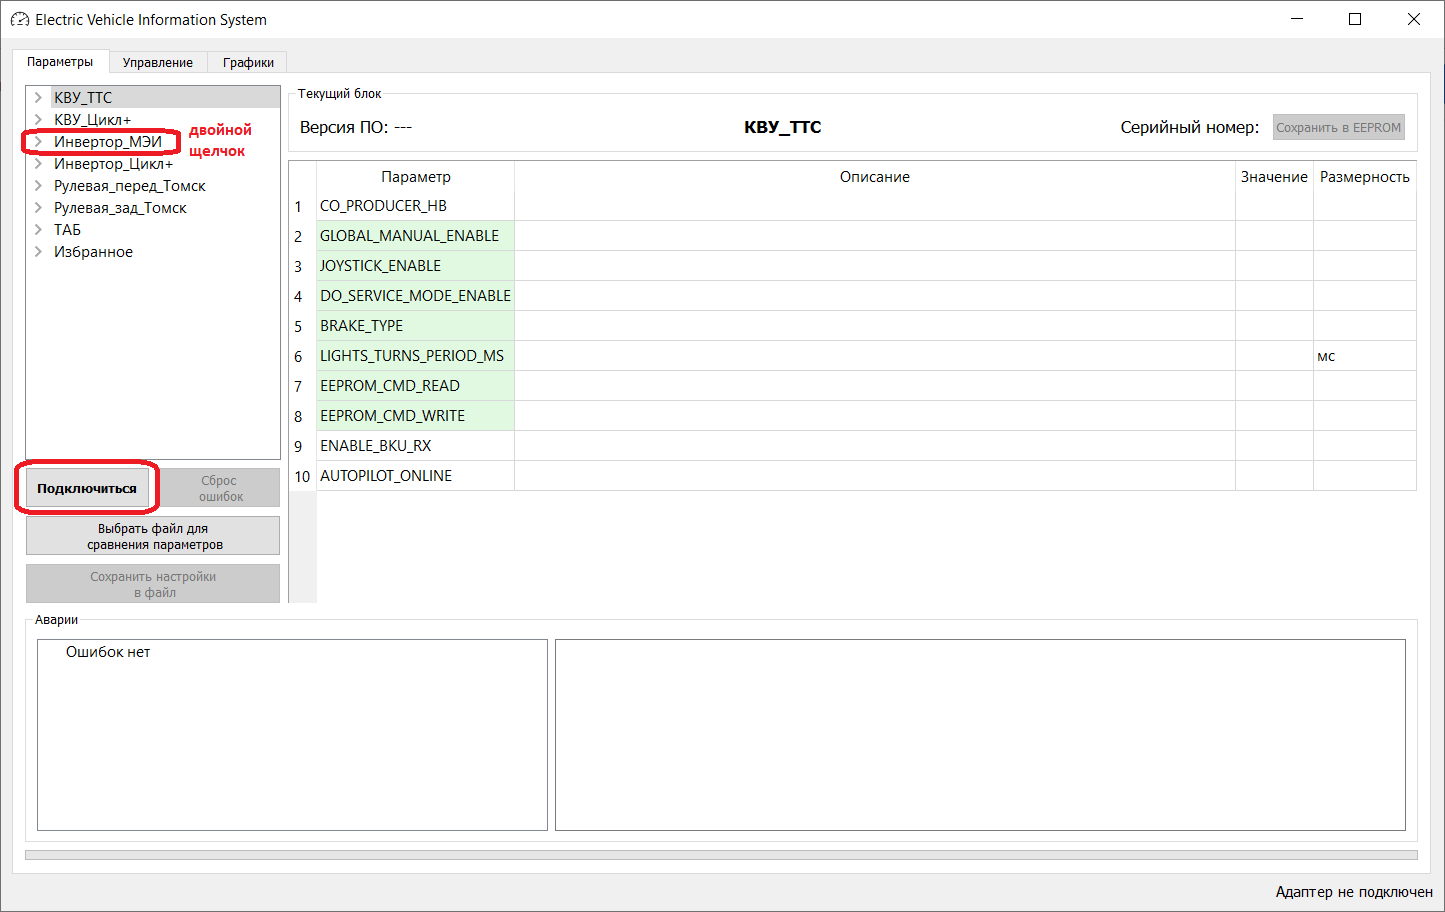 Electric Vehicle Information System
Параметры
Управление
Графики
КВУ_ТТС
КВУ_Цикл+
Инвертор_МЭИ
двойной
щелчок
Инвертор_Цикл+
Рулевая_перед_Томск
Рулевая_зад_Томск
ТАБ
Избранное
Подключиться
Сброс
ошибок
Выбрать файл для
сравнения параметров
Сохранить настройки
в файл
Текущий блок
Версия ПО: ---
КВУ_ТТС
Серийный номер:
Сохранить в EEPROM
Параметр Описание Значение Размерность
1 CO_PRODUCER_HB
2 GLOBAL_MANUAL_ENABLE
3 JOYSTICK_ENABLE
4 DO_SERVICE_MODE_ENABLE
5 BRAKE_TYPE
6 LIGHTS_TURNS_PERIOD_MS мс
7 EEPROM_CMD_READ
8 EEPROM_CMD_WRITE
9 ENABLE_BKU_RX
10 AUTOPILOT_ONLINE
Аварии
Ошибок нет
Адаптер не подключен